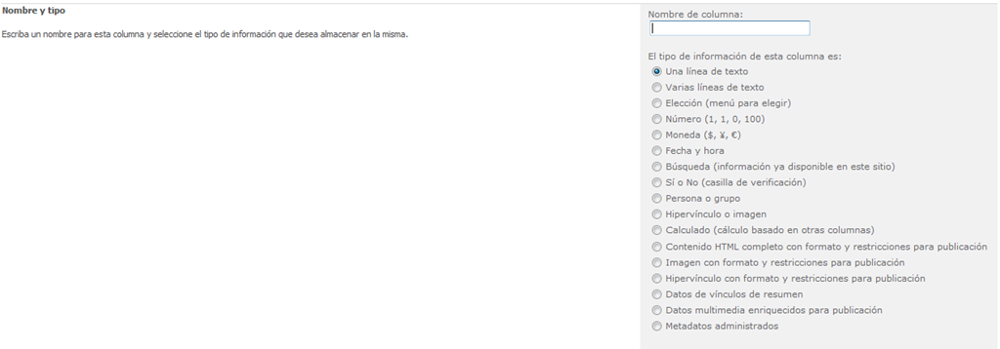 Nombre y tipo
Escriba un nombre para esta columna y seleccione el tipo de información que desea almacenar en la misma.
Nombre de columna:
El tipo de información de esta columna es:
Una línea de texto
Varias líneas de texto
Elección (menú para elegir)
Número (1, 1, 0, 100)
Moneda ($, ¥, €)
Fecha y hora
Búsqueda (información ya disponible en este sitio)
Sí o No (casilla de verificación)
Persona o grupo
Hipervínculo o imagen
Calculado (cálculo basado en otras columnas)
Contenido HTML completo con formato y restricciones para publicación
Imagen con formato y restricciones para publicación
Hipervínculo con formato y restricciones para publicación
Datos de vínculos de resumen
Datos multimedia enriquecidos para publicación
Metadatos administrados